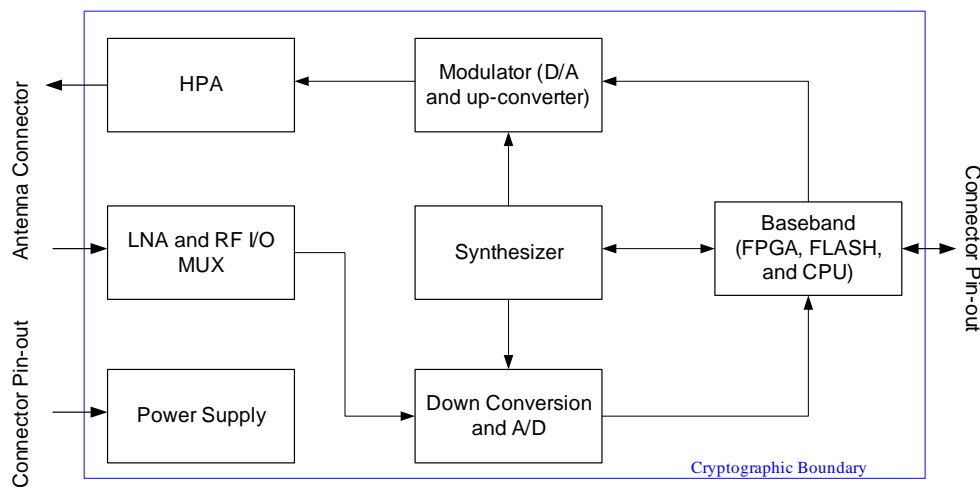 HPA
Modulator (D/A
and up-converter)
Antenna Connector
LNA and RF I/O
MUX
Synthesizer
Baseband
(FPGA, FLASH,
and CPU)
Connector Pin-out
Connector Pin-out
Power Supply
Down Conversion
and A/D
Cryptographic Boundary